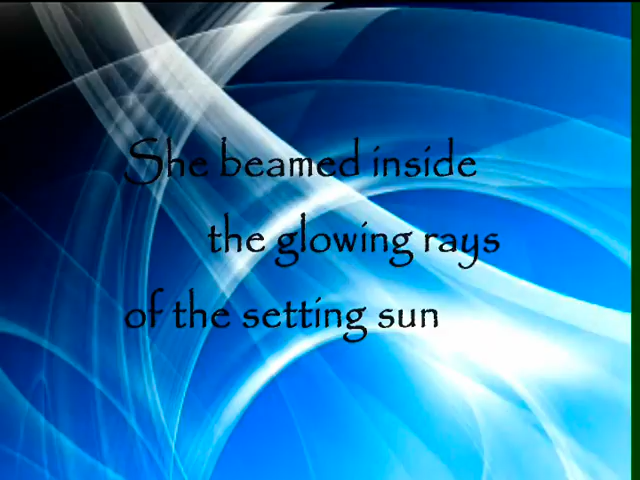 She beamed inside
the glowing rays
of the setting sun